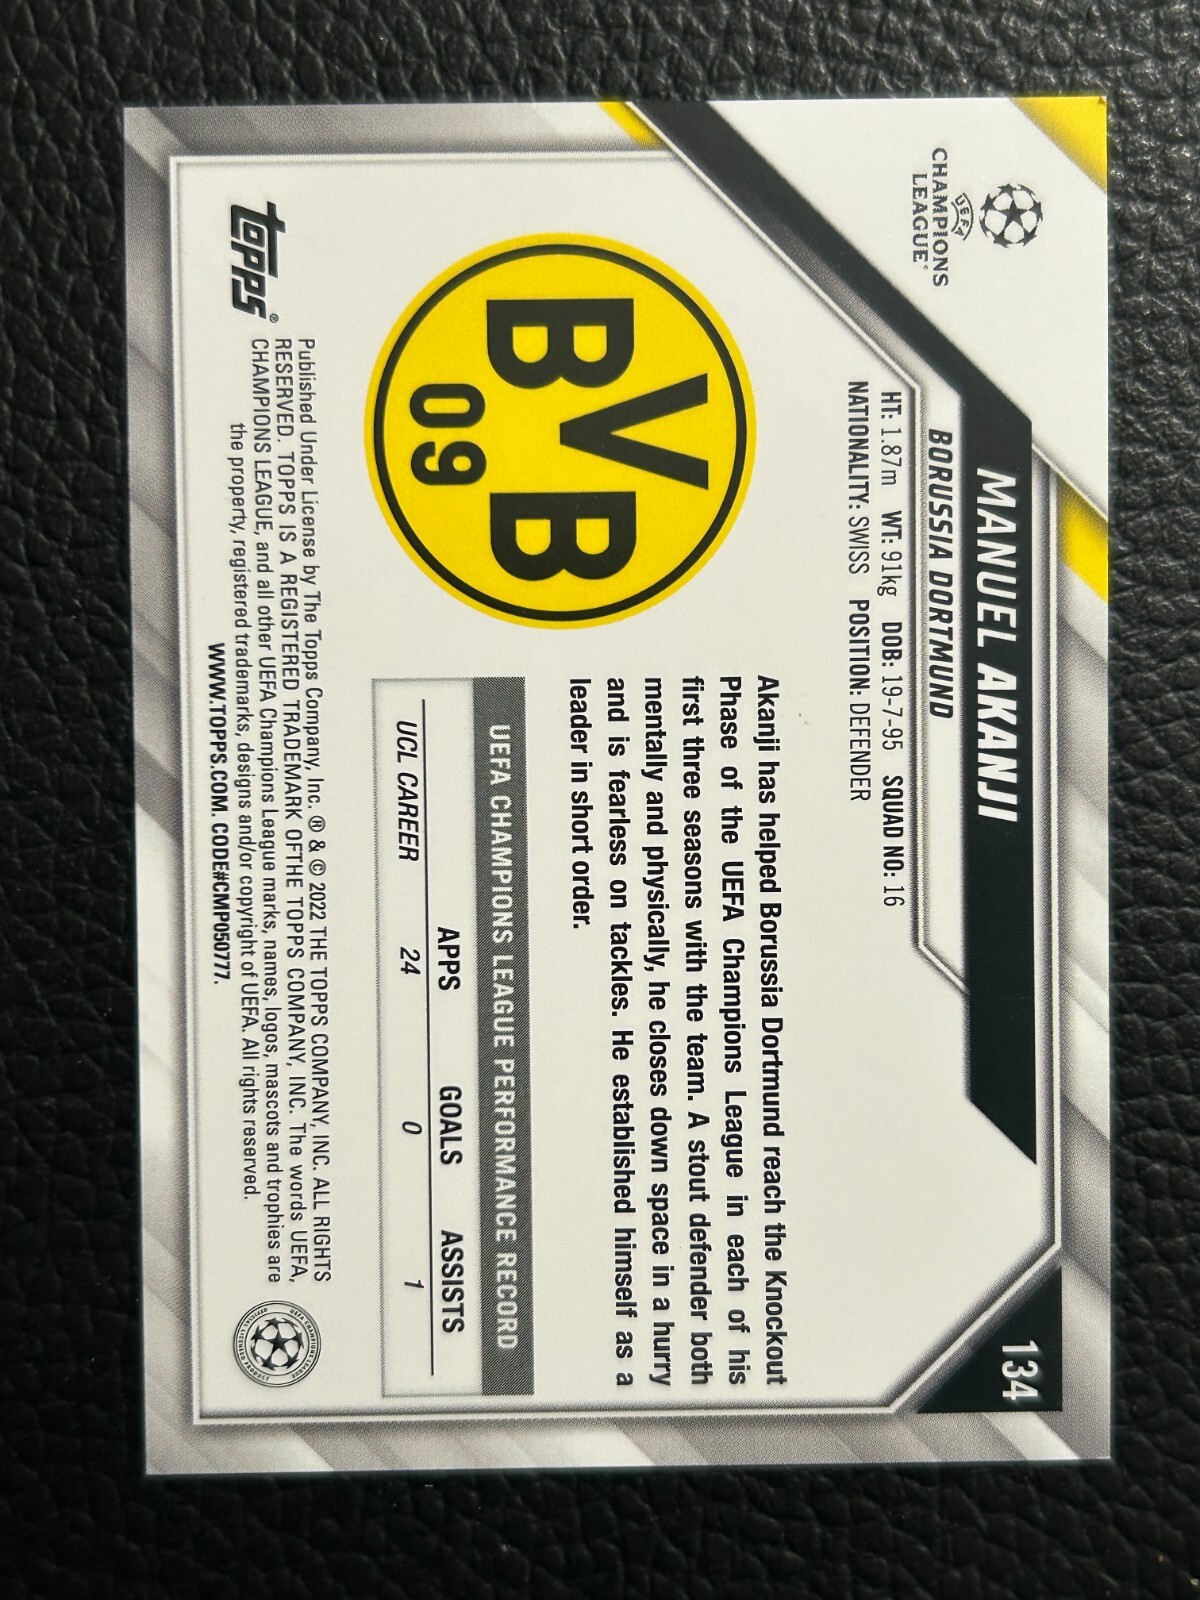 134
UEFA
CHAMPIONS
LEAGUE®
MANUEL AKANJI
BORUSSIA DORTMUND
HT: 1.87m WT: 91kg DOB: 19-7-95 SQUAD NO: 16
NATIONALITY: SWISS POSITION: DEFENDER
BVB
09
Akanji has helped Borussia Dortmund reach the Knockout
Phase of the UEFA Champions League in each of his
first three seasons with the team. A stout defender both
mentally and physically, he closes down space in a hurry
and is fearless on tackles. He established himself as a
leader in short order.
UEFA CHAMPIONS LEAGUE PERFORMANCE RECORD
APPS GOALS ASSISTS
UCL CAREER 24 0 1
topps®
Published Under License by The Topps Company, Inc. ® & © 2022 THE TOPPS COMPANY, INC. ALL RIGHTS
RESERVED. TOPPS IS A REGISTERED TRADEMARK OFTHE TOPPS COMPANY, INC. The words UEFA,
CHAMPIONS LEAGUE, and all other UEFA Champions League marks, names, logos, mascots and trophies are
the property, registered trademarks, designs and/or copyright of UEFA. All rights reserved.
WWW.TOPPS.COM. CODE#CMP050777.
UEFA CHAMPIONS LEAGUE
OFFICIAL LICENSED PRODUCT